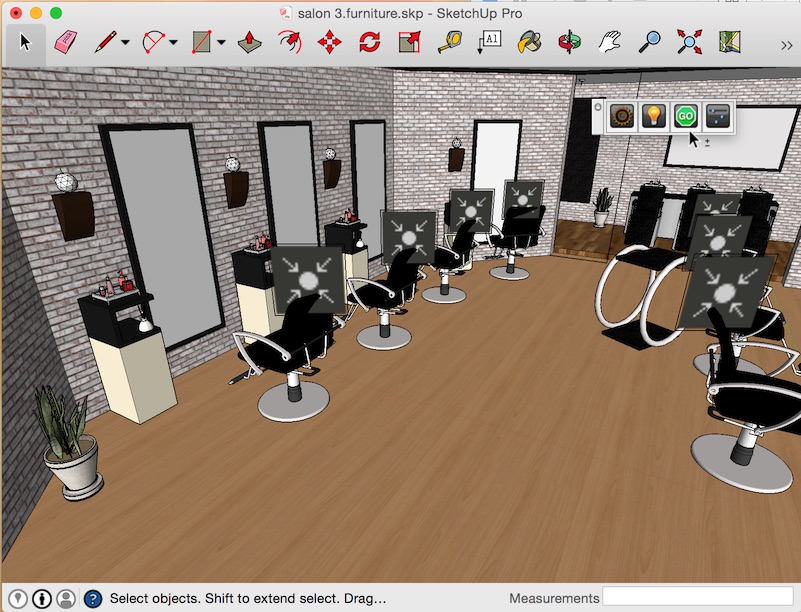 salon 3.furniture.skp - SketchUp Pro
A1
GO
Select objects. Shift to extend select. Drag…
Measurements